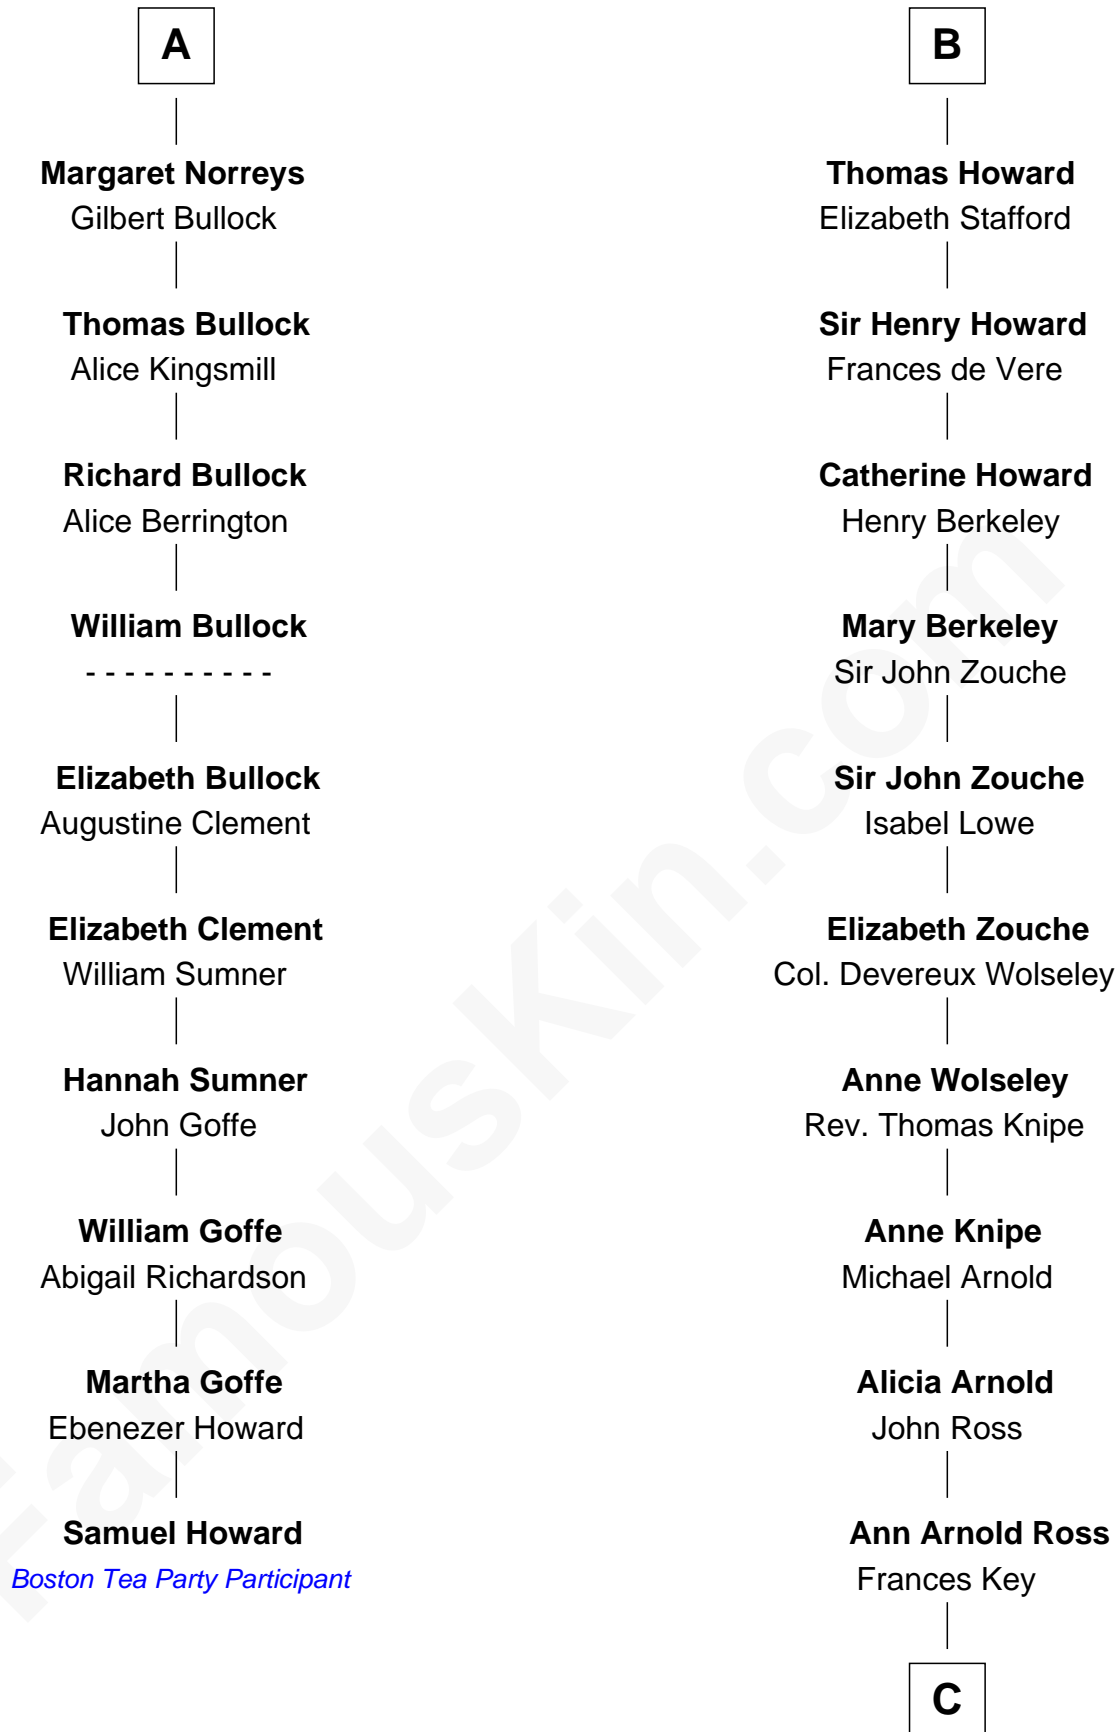 A
Margaret Norreys
Gilbert Bullock
Thomas Bullock
Alice Kingsmill
Richard Bullock
Alice Berrington
William Bullock
- - - - - - - - - -
Elizabeth Bullock
Augustine Clement
Elizabeth Clement
William Sumner
Hannah Sumner
John Goffe
William Goffe
Abigail Richardson
Martha Goffe
Ebenezer Howard
Samuel Howard
Boston Tea Party Participant
B
Thomas Howard
Elizabeth Stafford
Sir Henry Howard
Frances de Vere
Catherine Howard
Henry Berkeley
Mary Berkeley
Sir John Zouche
Sir John Zouche
Isabel Lowe
Elizabeth Zouche
Col. Devereux Wolseley
Anne Wolseley
Rev. Thomas Knipe
Anne Knipe
Michael Arnold
Alicia Arnold
John Ross
Ann Arnold Ross
Frances Key
C
FamousKin.com